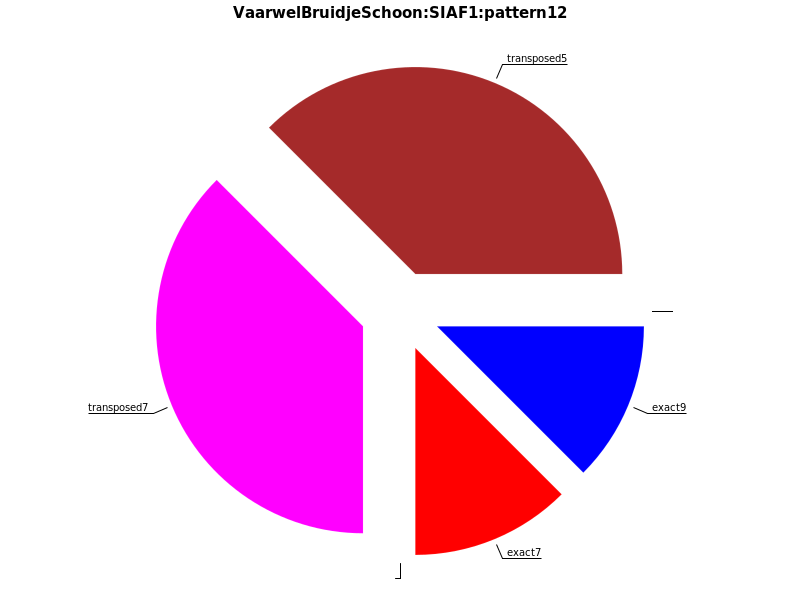 VaarwelBruidjeSchoon:SIAF1:pattern12
transposed5
transposed7
exact9
exact7